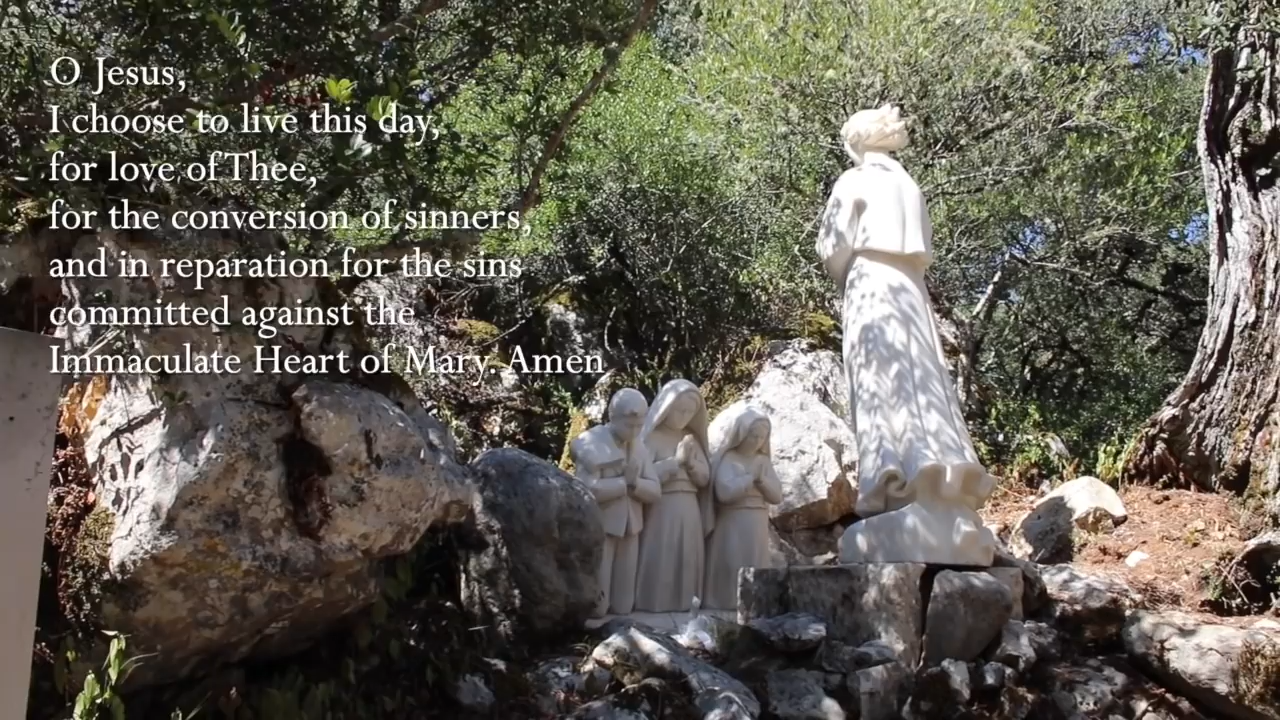 O Jesus,
I choose to live this day,
for love of Thee,
for the conversion of sinners,
and in reparation for the sins
committed against the
Immaculate Heart of Mary. Amen